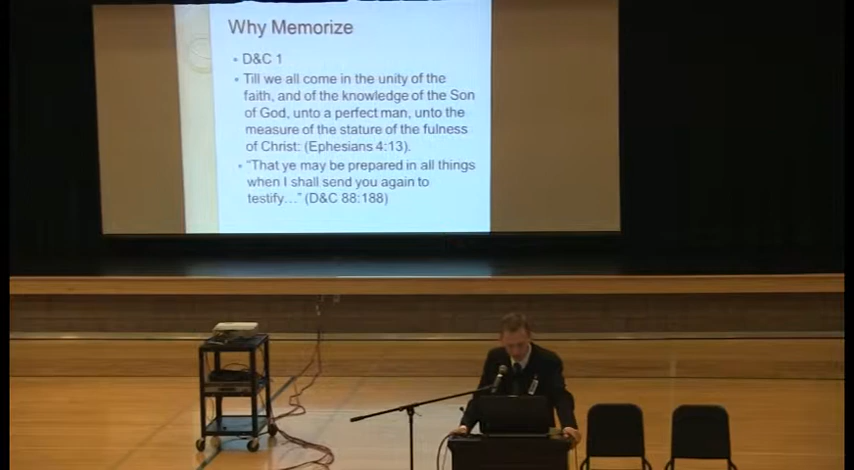 Why Memorize
• D&C 1
• Till we all come in the unity of the
faith, and of the knowledge of the Son
of God, unto a perfect man, unto the
measure of the stature of the fulness
of Christ: (Ephesians 4:13).
• "That ye may be prepared in all things
when I shall send you again to
testify…" (D&C 88:188)